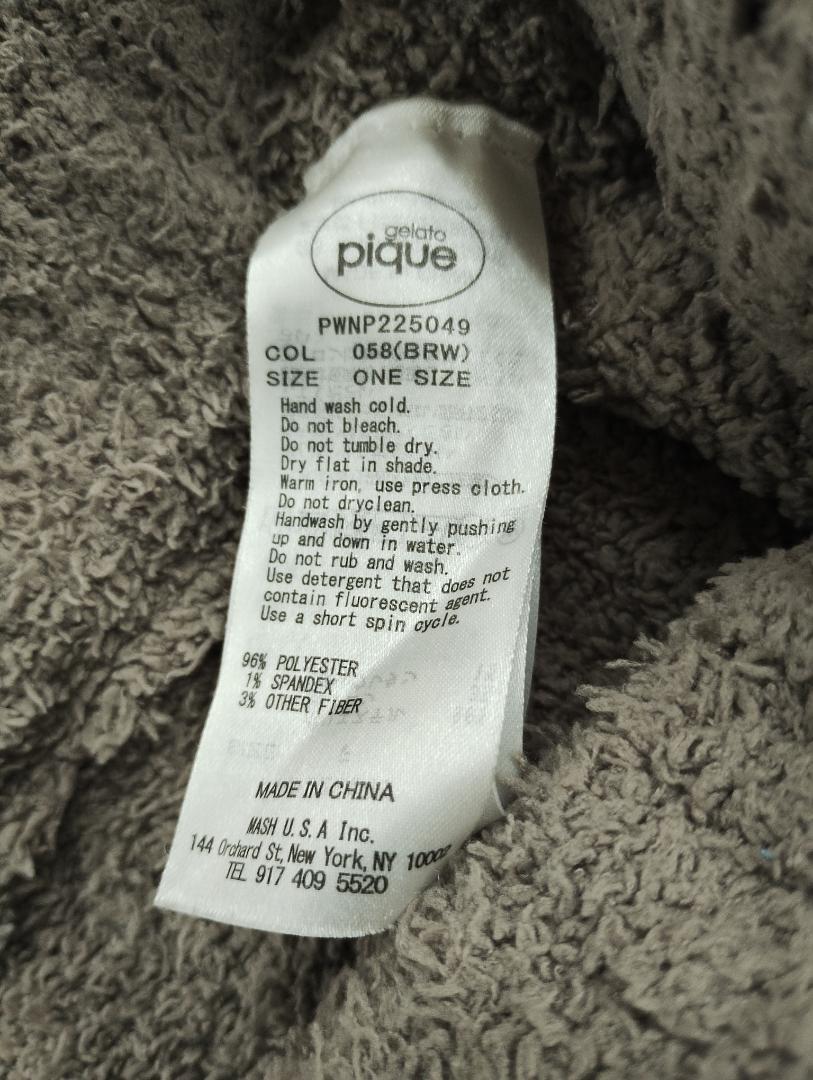 gelato
pique
PWNP225049
COL 058(BRW)
SIZE ONE SIZE
Hand wash cold.
Do not bleach.
Do not tumble dry.
Dry flat in shade.
Warm iron, use press cloth.
Do not dryclean.
Handwash by gently pushing
up and down in water.
Do not rub and wash.
Use detergent that does not
contain fluorescent agent.
Use a short spin cycle.
96% POLYESTER
1% SPANDEX
3% OTHER FIBER
MADE IN CHINA
MASH U.S.A Inc.
144 Orchard St, New York, NY 10002
TEL 917 409 5520